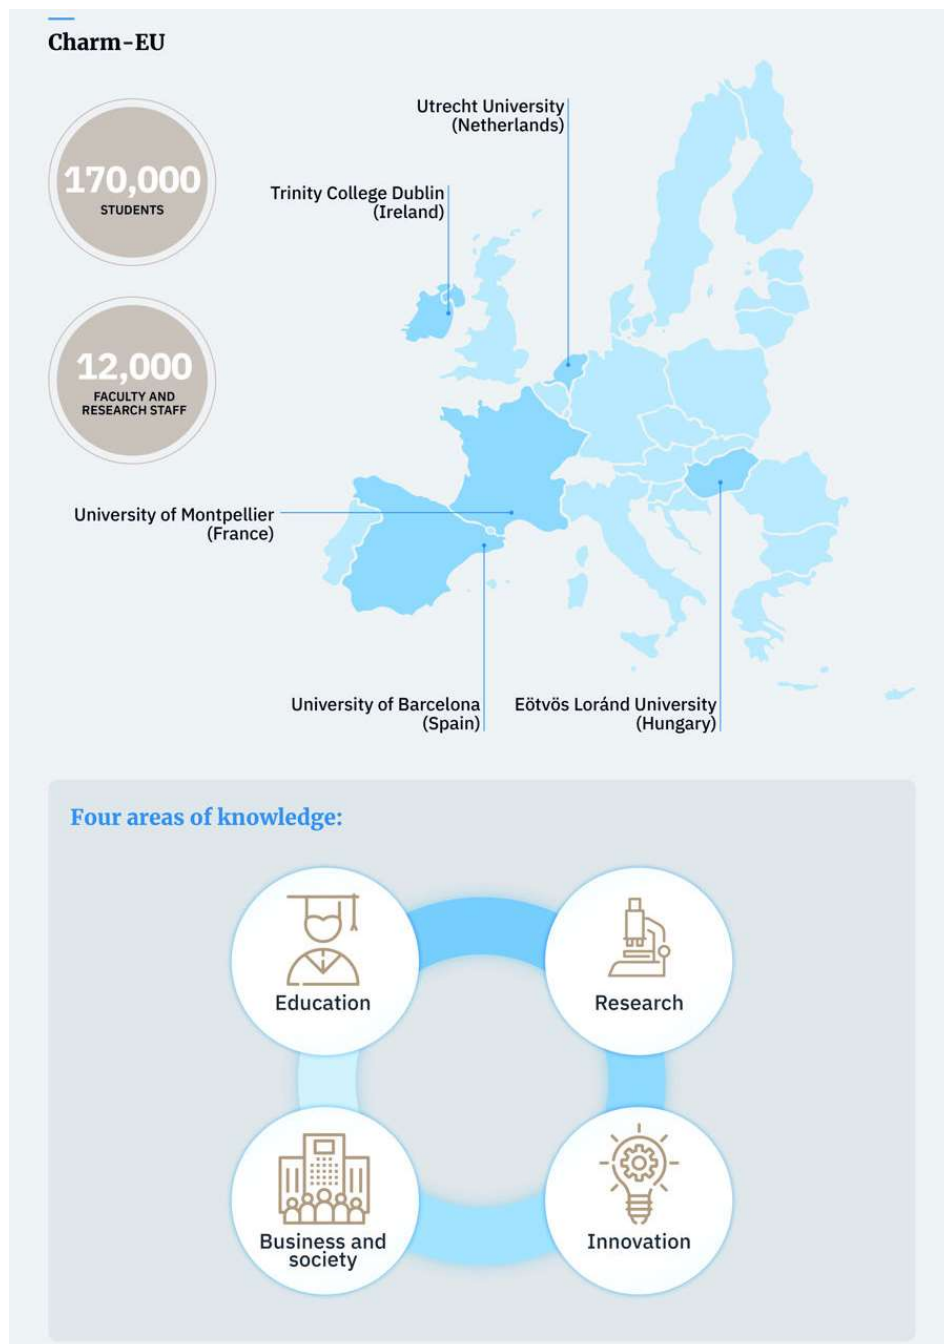 Charm-EU
170,000
STUDENTS
12,000
FACULTY AND
RESEARCH STAFF
Utrecht University
(Netherlands)
Trinity College Dublin
(Ireland)
University of Montpellier
(France)
University of Barcelona
(Spain)
Eötvös Loránd University
(Hungary)
Four areas of knowledge:
Education
Research
Business and
society
Innovation